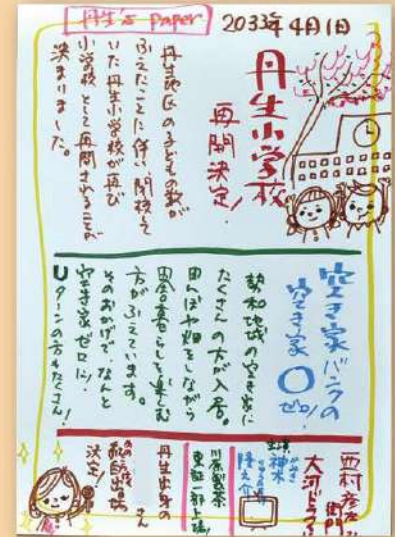 丹生's paper
2033年4月1日
丹生小学校
再開決定!
丹生地区の子どもの数が
ふえたことに伴い、閉校して
いた丹生小学校が再び
小学校として再開されることが
決まりました。
空き家バンクの
空き家0ゼロ!
勢和地域の空き家に
たくさんの方が入居。
田んぼや畑をしながら
田舎暮らしを楽しむ
方がふえています。
そのおかげで、なんと
空き家ゼロに!
Uターンの方もたくさん!
西村彦左衛門
大河ドラマ
出演
神木
隆之介
川原製茶
東証一部上場!
丹生出身の
さん
出場
決定!